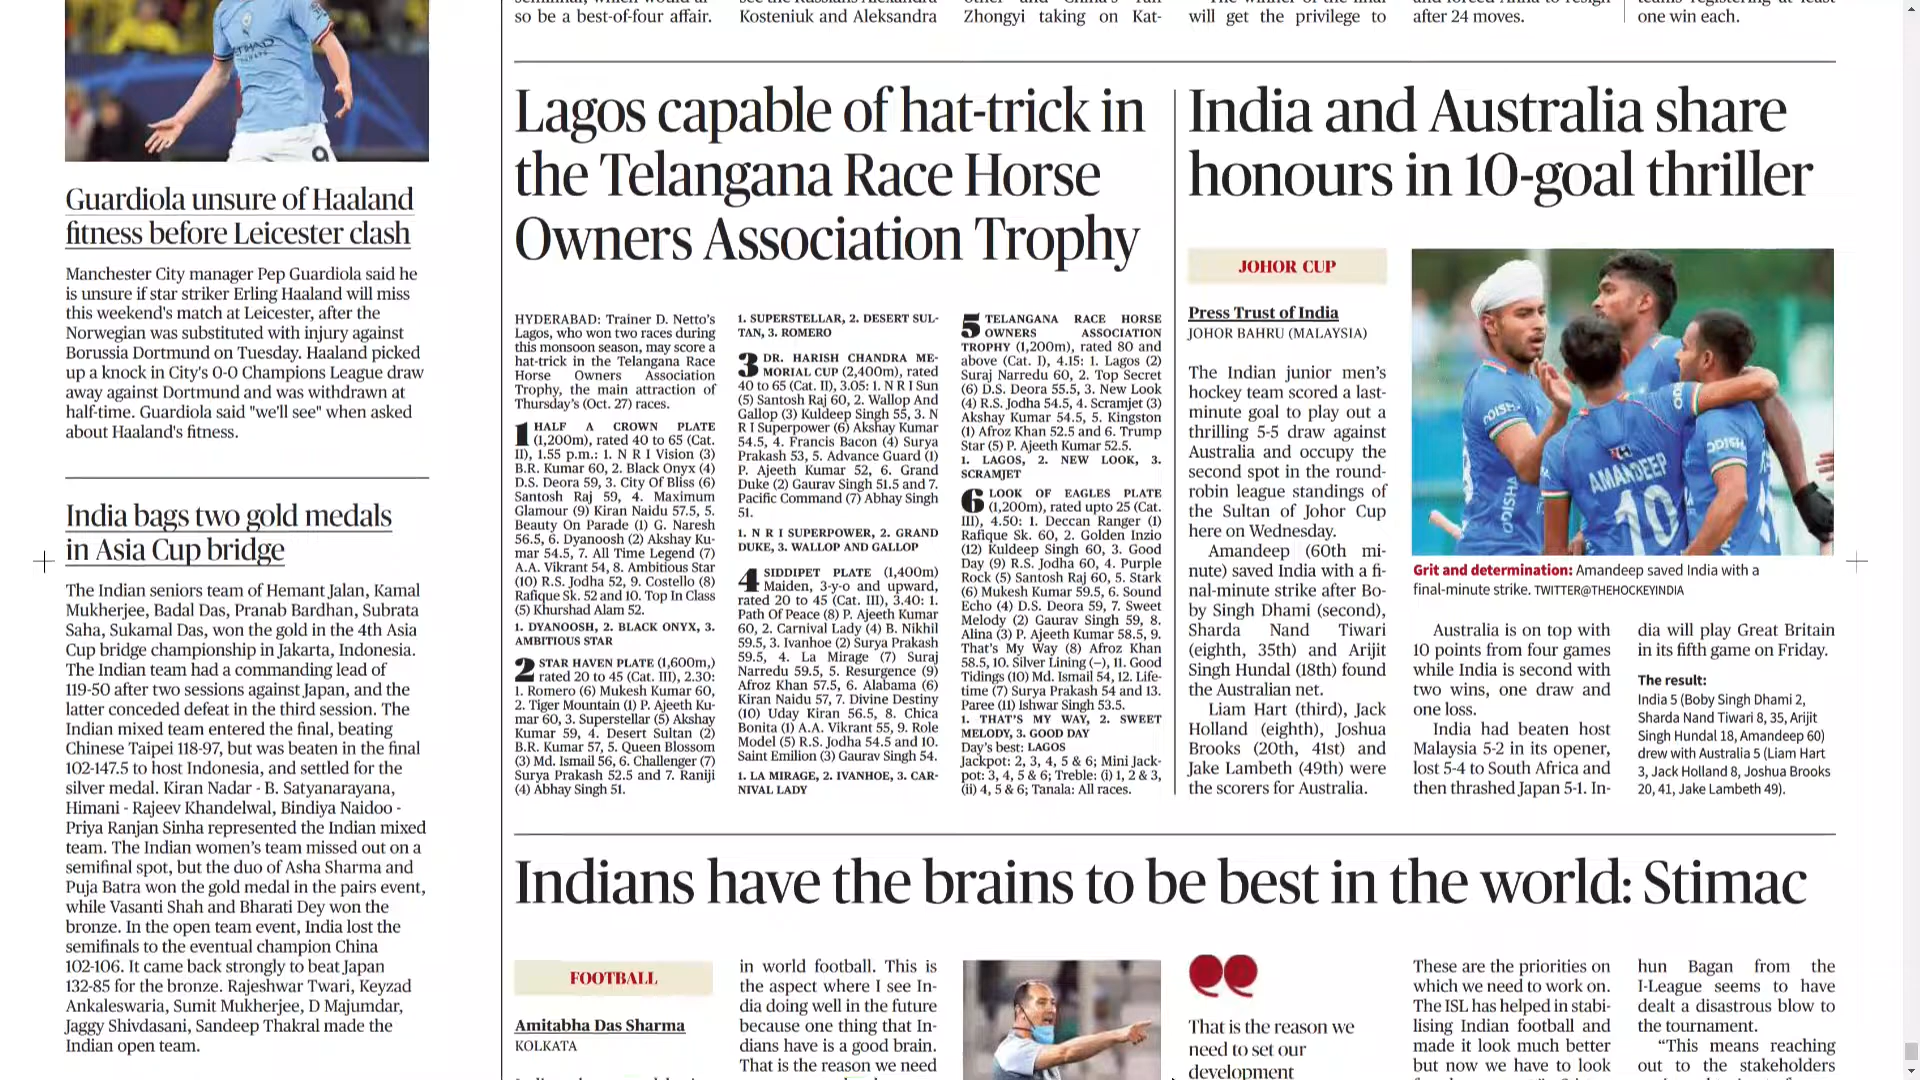 so be a best-of-four affair.
Kosteniuk and Aleksandra
Zhongyi taking on Kat-
will get the privilege to
after 24 moves.
one win each.
ETIHAD
9
Guardiola unsure of Haaland
fitness before Leicester clash
Manchester City manager Pep Guardiola said he
is unsure if star striker Erling Haaland will miss
this weekend's match at Leicester, after the
Norwegian was substituted with injury against
Borussia Dortmund on Tuesday. Haaland picked
up a knock in City's 0-0 Champions League draw
away against Dortmund and was withdrawn at
half-time. Guardiola said "we'll see" when asked
about Haaland's fitness.
India bags two gold medals
in Asia Cup bridge
The Indian seniors team of Hemant Jalan, Kamal
Mukherjee, Badal Das, Pranab Bardhan, Subrata
Saha, Sukamal Das, won the gold in the 4th Asia
Cup bridge championship in Jakarta, Indonesia.
The Indian team had a commanding lead of
119-50 after two sessions against Japan, and the
latter conceded defeat in the third session. The
Indian mixed team entered the final, beating
Chinese Taipei 118-97, but was beaten in the final
102-147.5 to host Indonesia, and settled for the
silver medal. Kiran Nadar - B. Satyanarayana,
Himani - Rajeev Khandelwal, Bindiya Naidoo -
Priya Ranjan Sinha represented the Indian mixed
team. The Indian women's team missed out on a
semifinal spot, but the duo of Asha Sharma and
Puja Batra won the gold medal in the pairs event,
while Vasanti Shah and Bharati Dey won the
bronze. In the open team event, India lost the
semifinals to the eventual champion China
102-106. It came back strongly to beat Japan
132-85 for the bronze. Rajeshwar Twari, Keyzad
Ankaleswaria, Sumit Mukherjee, D Majumdar,
Jaggy Shivdasani, Sandeep Thakral made the
Indian open team.
Lagos capable of hat-trick in
the Telangana Race Horse
Owners Association Trophy
HYDERABAD: Trainer D. Netto's
Lagos, who won two races during
this monsoon season, may score a
hat-trick in the Telangana Race
Horse Owners Association
Trophy, the main attraction of
Thursday's (Oct. 27) races.
1 HALF A CROWN PLATE
(1,200m), rated 40 to 65 (Cat.
II), 1.55 p.m.: 1. N R I Vision (3)
B.R. Kumar 60, 2. Black Onyx (4)
D.S. Deora 59, 3. City Of Bliss (6)
Santosh Raj 59, 4. Maximum
Glamour (9) Kiran Naidu 57.5, 5.
Beauty On Parade (1) G. Naresh
56.5, 6. Dyanoosh (2) Akshay Ku-
mar 54.5, 7. All Time Legend (7)
A.A. Vikrant 54, 8. Ambitious Star
(10) R.S. Jodha 52, 9. Costello (8)
Rafique Sk. 52 and 10. Top In Class
(5) Khurshad Alam 52.
1. DYANOOSH, 2. BLACK ONYX, 3.
AMBITIOUS STAR
2 STAR HAVEN PLATE (1,600m,)
rated 20 to 45 (Cat. III), 2.30:
1. Romero (6) Mukesh Kumar 60,
2. Tiger Mountain (1) P. Ajeeth Ku-
mar 60, 3. Superstellar (5) Akshay
Kumar 59, 4. Desert Sultan (2)
B.R. Kumar 57, 5. Queen Blossom
(3) Md. Ismail 56, 6. Challenger (7)
Surya Prakash 52.5 and 7. Raniji
(4) Abhay Singh 51.
1. SUPERSTELLAR, 2. DESERT SUL-
TAN, 3. ROMERO
3 DR. HARISH CHANDRA ME-
MORIAL CUP (2,400m), rated
40 to 65 (Cat. II), 3.05: 1. N R I Sun
(5) Santosh Raj 60, 2. Wallop And
Gallop (3) Kuldeep Singh 55, 3. N
R I Superpower (6) Akshay Kumar
54.5, 4. Francis Bacon (4) Surya
Prakash 53, 5. Advance Guard (1)
P. Ajeeth Kumar 52, 6. Grand
Duke (2) Gaurav Singh 51.5 and 7.
Pacific Command (7) Abhay Singh
51.
1. N R I SUPERPOWER, 2. GRAND
DUKE, 3. WALLOP AND GALLOP
4 SIDDIPET PLATE (1,400m)
Maiden, 3-y-o and upward,
rated 20 to 45 (Cat. III), 3.40: 1.
Path Of Peace (8) P. Ajeeth Kumar
60, 2. Carnival Lady (4) B. Nikhil
59.5, 3. Ivanhoe (2) Surya Prakash
59.5, 4. La Mirage (7) Suraj
Narredu 59.5, 5. Resurgence (9)
Afroz Khan 57.5, 6. Alabama (6)
Kiran Naidu 57, 7. Divine Destiny
(10) Uday Kiran 56.5, 8. Chica
Bonita (1) A.A. Vikrant 55, 9. Role
Model (5) R.S. Jodha 54.5 and 10.
Saint Emilion (3) Gaurav Singh 54.
1. LA MIRAGE, 2. IVANHOE, 3. CAR-
NIVAL LADY
5 TELANGANA RACE HORSE
OWNERS ASSOCIATION
TROPHY (1,200m), rated 80 and
above (Cat. I), 4.15: 1. Lagos (2)
Suraj Narredu 60, 2. Top Secret
(6) D.S. Deora 55.5, 3. New Look
(4) R.S. Jodha 54.5, 4. Scramjet (3)
Akshay Kumar 54.5, 5. Kingston
(1) Afroz Khan 52.5 and 6. Trump
Star (5) P. Ajeeth Kumar 52.5.
1. LAGOS, 2. NEW LOOK, 3.
SCRAMJET
6 LOOK OF EAGLES PLATE
(1,200m), rated upto 25 (Cat.
III), 4.50: 1. Deccan Ranger (1)
Rafique Sk. 60, 2. Golden Inzio
(12) Kuldeep Singh 60, 3. Good
Day (9) R.S. Jodha 60, 4. Purple
Rock (5) Santosh Raj 60, 5. Stark
(6) Mukesh Kumar 59.5, 6. Sound
Echo (4) D.S. Deora 59, 7. Sweet
Melody (2) Gaurav Singh 59, 8.
Alina (3) P. Ajeeth Kumar 58.5, 9.
That's My Way (8) Afroz Khan
58.5, 10. Silver Lining (–), 11. Good
Tidings (10) Md. Ismail 54, 12. Life-
time (7) Surya Prakash 54 and 13.
Paree (11) Ishwar Singh 53.5.
1. THAT'S MY WAY, 2. SWEET
MELODY, 3. GOOD DAY
Day's best: LAGOS
Jackpot: 2, 3, 4, 5 & 6; Mini Jack-
pot: 3, 4, 5 & 6; Treble: (i) 1, 2 & 3,
(ii) 4, 5 & 6; Tanala: All races.
India and Australia share
honours in 10-goal thriller
JOHOR CUP
Press Trust of India
JOHOR BAHRU (MALAYSIA)
The Indian junior men's
hockey team scored a last-
minute goal to play out a
thrilling 5-5 draw against
Australia and occupy the
second spot in the round-
robin league standings of
the Sultan of Johor Cup
here on Wednesday.
Amandeep (60th mi-
nute) saved India with a fi-
nal-minute strike after Bo-
by Singh Dhami (second),
Sharda Nand Tiwari
(eighth, 35th) and Arijit
Singh Hundal (18th) found
the Australian net.
Liam Hart (third), Jack
Holland (eighth), Joshua
Brooks (20th, 41st) and
Jake Lambeth (49th) were
the scorers for Australia.
ODISHA
AMANDEEP
10
Grit and determination: Amandeep saved India with a
final-minute strike. TWITTER@THEHOCKEYINDIA
Australia is on top with
10 points from four games
while India is second with
two wins, one draw and
one loss.
India had beaten host
Malaysia 5-2 in its opener,
lost 5-4 to South Africa and
then thrashed Japan 5-1. In-
dia will play Great Britain
in its fifth game on Friday.
The result:
India 5 (Boby Singh Dhami 2,
Sharda Nand Tiwari 8, 35, Arijit
Singh Hundal 18, Amandeep 60)
drew with Australia 5 (Liam Hart
3, Jack Holland 8, Joshua Brooks
20, 41, Jake Lambeth 49).
Indians have the brains to be best in the world: Stimac
FOOTBALL
Amitabha Das Sharma
KOLKATA
in world football. This is
the aspect where I see In-
dia doing well in the future
because one thing that In-
dians have is a good brain.
That is the reason we need
That is the reason we
need to set our
development
These are the priorities on
which we need to work on.
The ISL has helped in stabi-
lising Indian football and
made it look much better
but now we have to look
hun Bagan from the
I-League seems to have
dealt a disastrous blow to
the tournament.
“This means reaching
out to the stakeholders